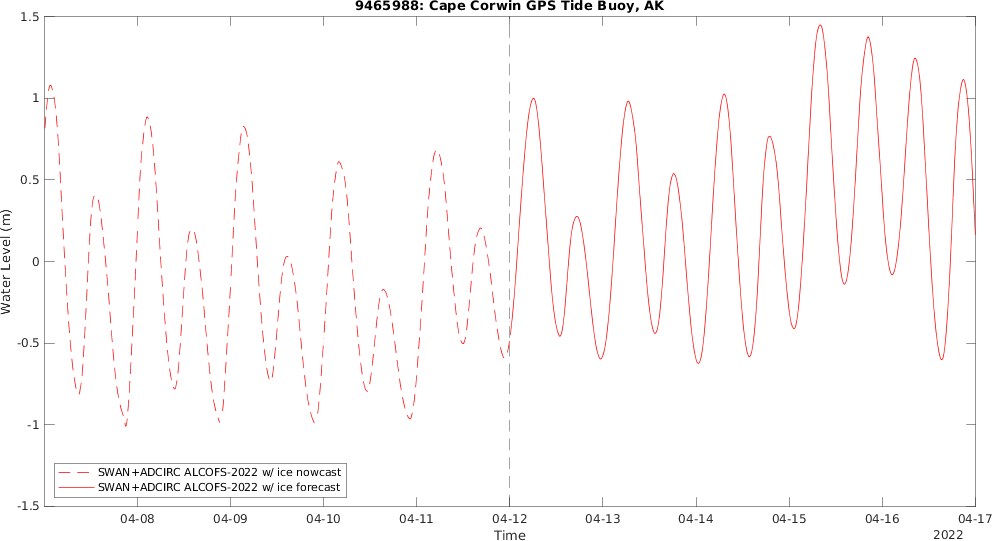 9465988: Cape Corwin GPS Tide Buoy, AK
1.5
1
0.5
0
-0.5
-1
-1.5
Water Level (m)
SWAN+ADCIRC ALCOFS-2022 w/ ice nowcast
SWAN+ADCIRC ALCOFS-2022 w/ ice forecast
04-08 04-09 04-10 04-11 04-12 04-13 04-14 04-15 04-16 04-17
Time
2022